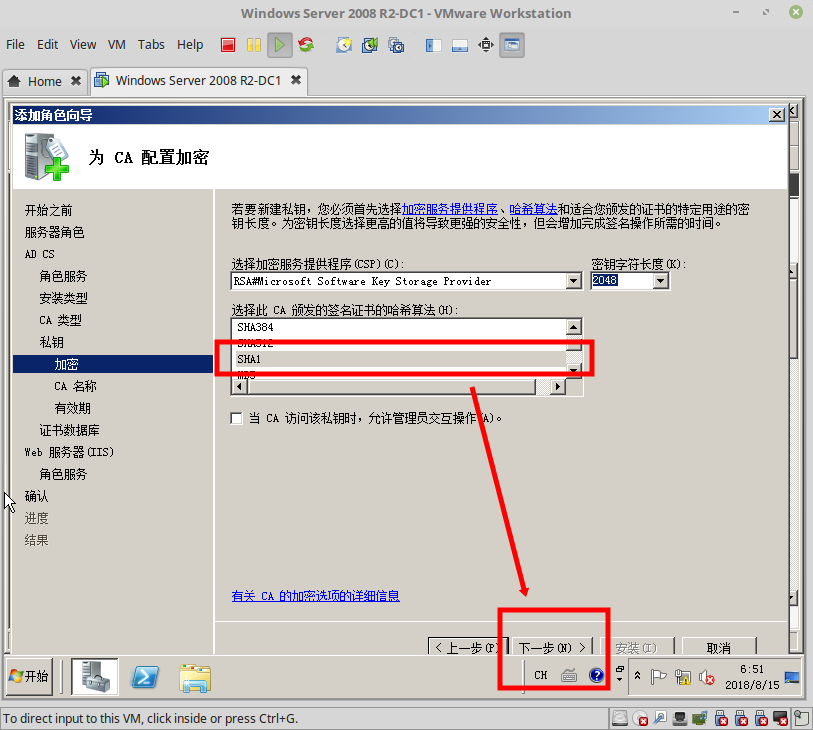 Windows Server 2008 R2-DC1 - VMware Workstation
File Edit View VM Tabs Help
Home
Windows Server 2008 R2-DC1
添加角色向导
为 CA 配置加密
开始之前
服务器角色
AD CS
角色服务
安装类型
CA 类型
私钥
加密
CA 名称
有效期
证书数据库
Web 服务器(IIS)
角色服务
确认
进度
结果
若要新建私钥，您必须首先选择加密服务提供程序、哈希算法和适合您颁发的证书的特定用途的密
钥长度。为密钥长度选择更高的值将导致更强的安全性，但会增加完成签名操作所需的时间。
选择加密服务提供程序(CSP)(C):
密钥字符长度(K):
RSA#Microsoft Software Key Storage Provider
2048
选择此 CA 颁发的签名证书的哈希算法(H):
SHA384
SHA512
SHA1
MD5
当 CA 访问该私钥时，允许管理员交互操作(A)。
有关 CA 的加密选项的详细信息
< 上一步(P)
下一步(N) >
安装(I)
取消
开始
CH
6:51
2018/8/15
To direct input to this VM, click inside or press Ctrl+G.